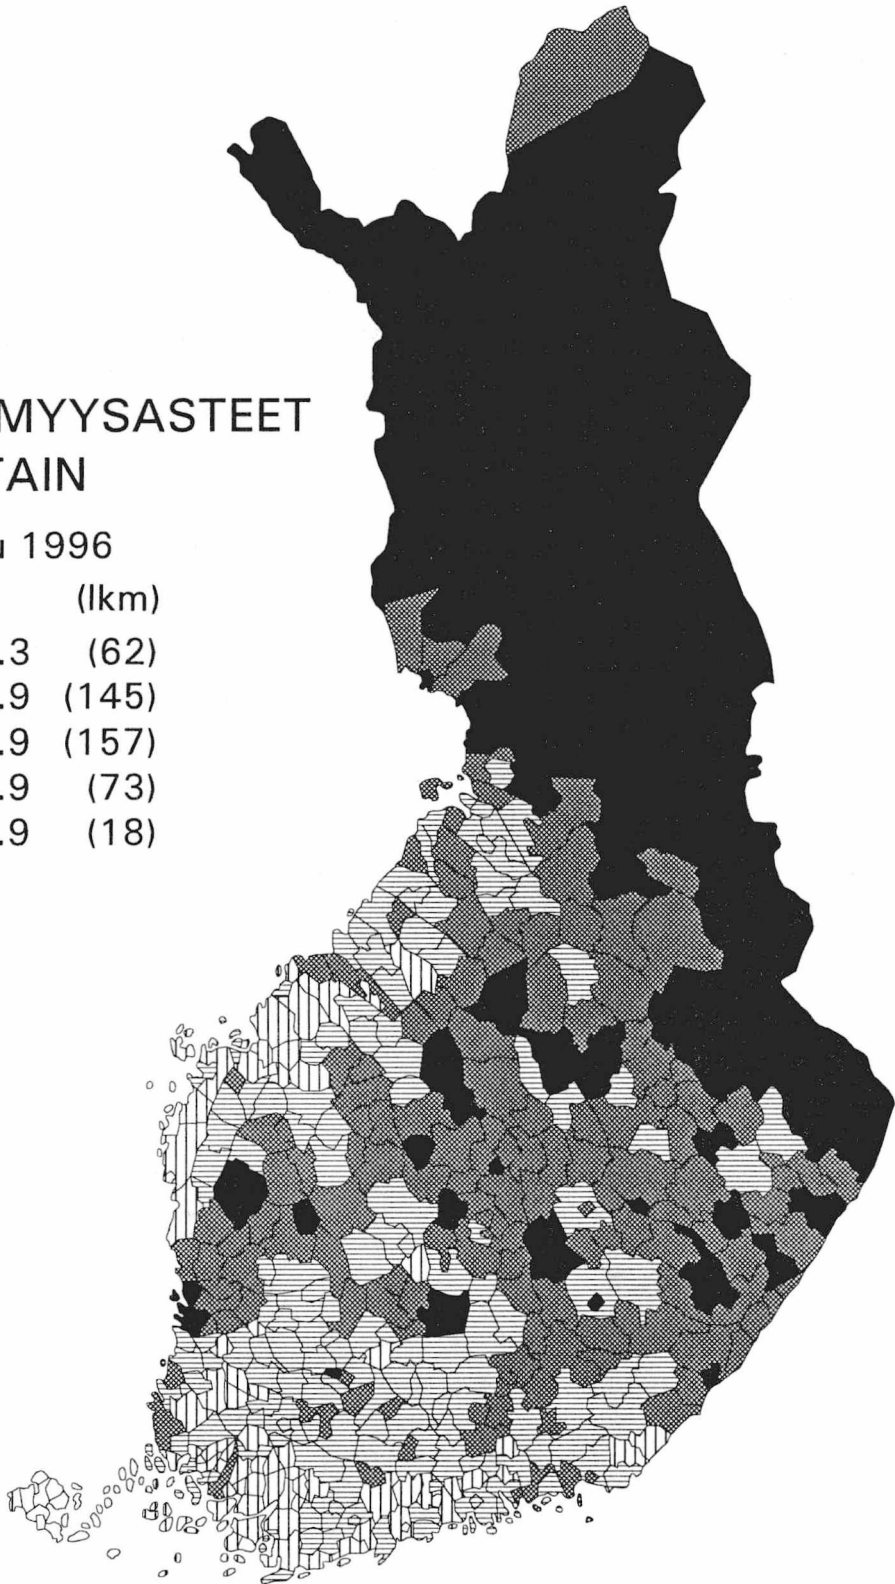 MYYSASTEET
TAIN
u 1996
(lkm)
.3 (62)
.9 (145)
.9 (157)
.9 (73)
.9 (18)